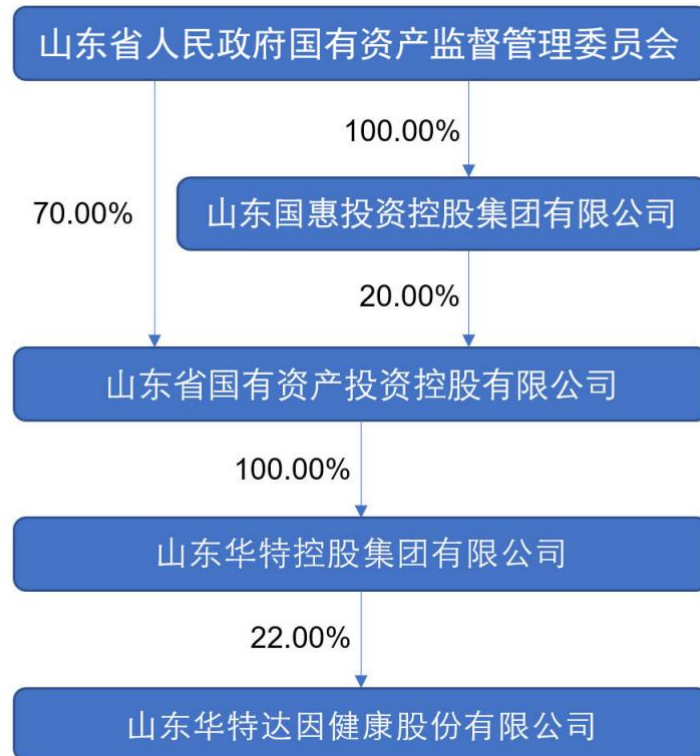 山东省人民政府国有资产监督管理委员会
100.00%
70.00%
山东国惠投资控股集团有限公司
20.00%
山东省国有资产投资控股有限公司
100.00%
山东华特控股集团有限公司
22.00%
山东华特达因健康股份有限公司